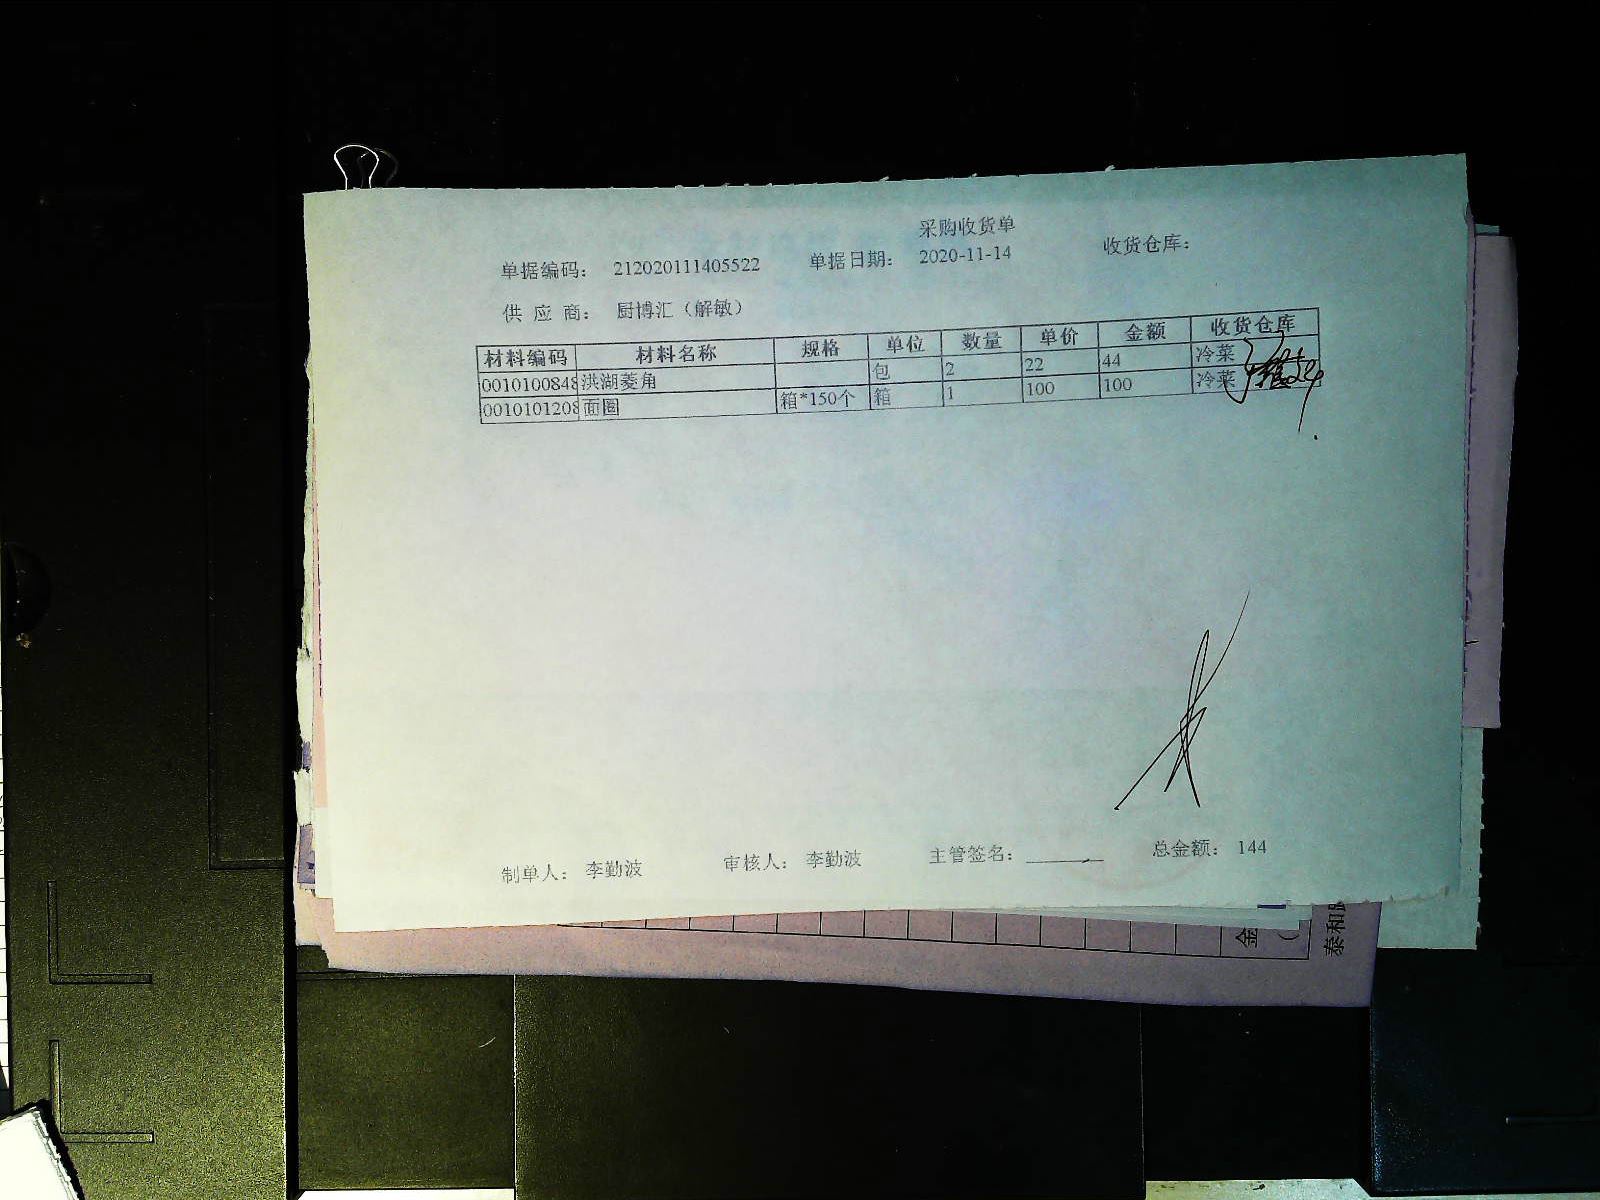 采购收货单
单据编码: 212020111405522 单据日期: 2020-11-14 收货仓库:
供 应 商: 厨博汇（解敏）
材料编码 材料名称 规格 单位 数量 单价 金额 收货仓库
0010100848 洪湖菱角 包 2 22 44 冷菜
0010101208 面圈 箱*150个 箱 1 100 100 冷菜
制单人: 李勤波 审核人: 李勤波 主管签名: 总金额: 144
金
泰和